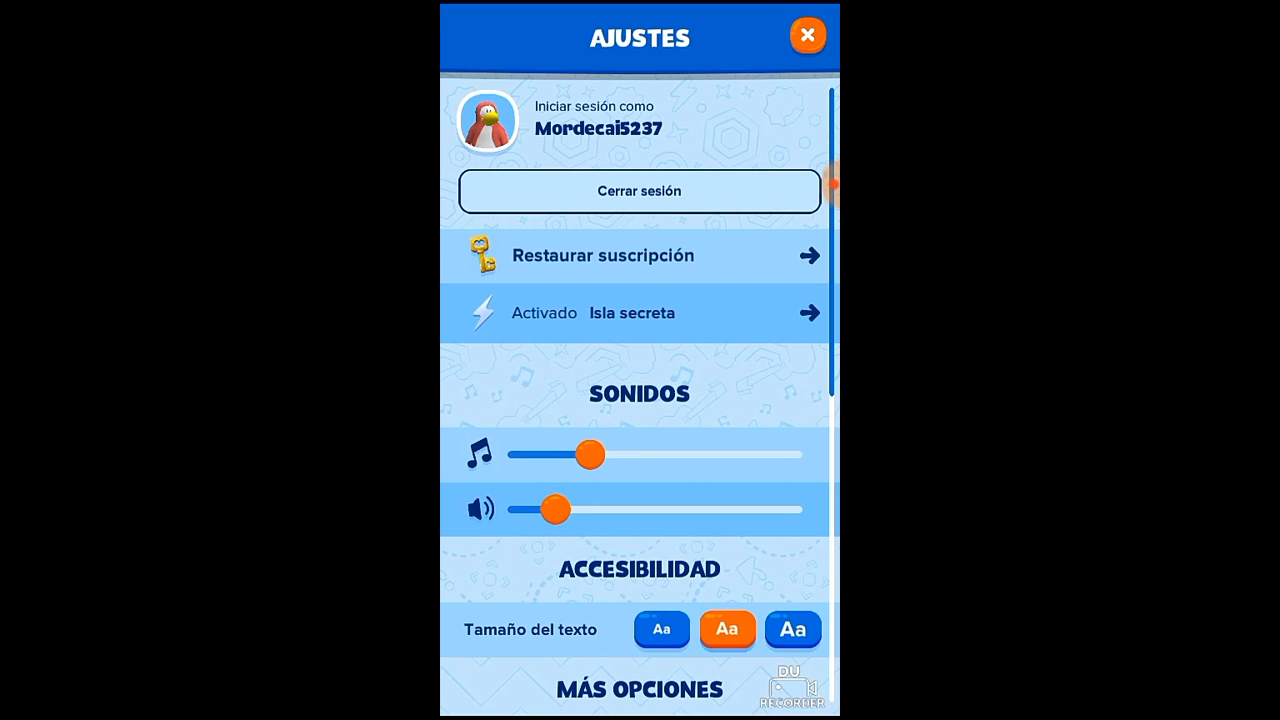 AJUSTES
Iniciar sesión como
Mordecai5237
Cerrar sesión
Restaurar suscripción
Activado Isla secreta
SONIDOS
ACCESIBILIDAD
Tamaño del texto Aa Aa Aa
MÁS OPCIONES
DU
RECORDER